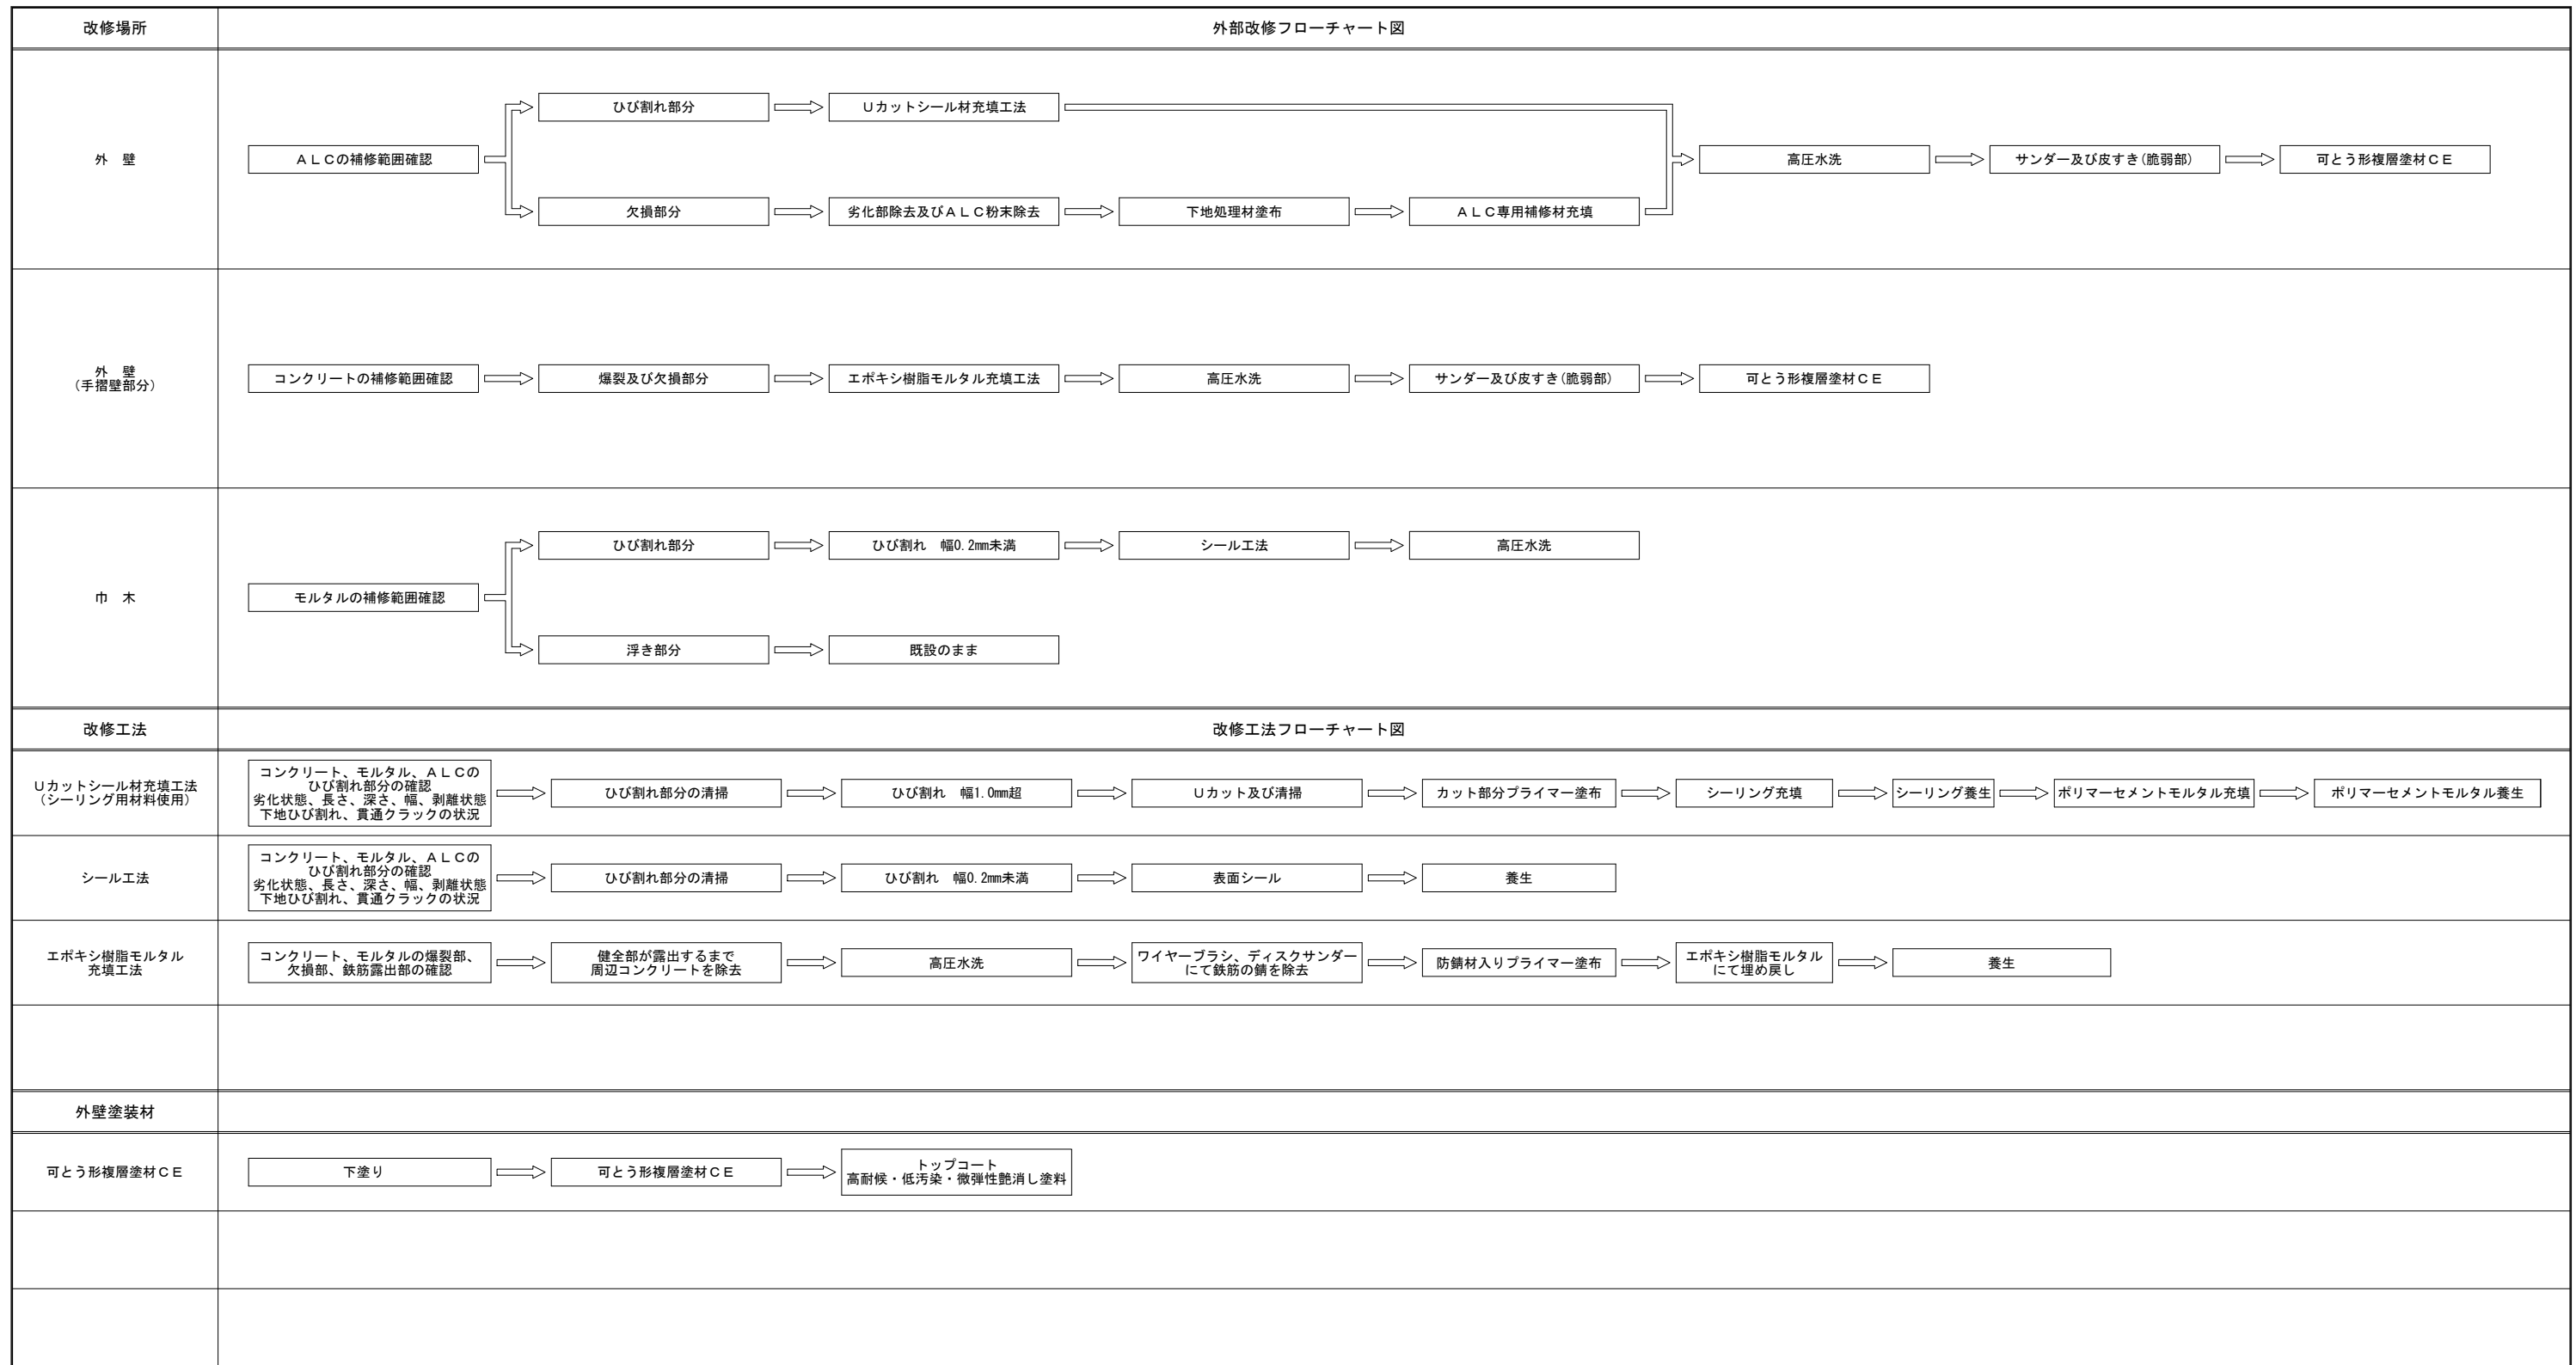 改修場所
外部改修フローチャート図
外　壁
ＡＬＣの補修範囲確認
ひび割れ部分
Ｕカットシール材充填工法
欠損部分
劣化部除去及びＡＬＣ粉末除去
下地処理材塗布
ＡＬＣ専用補修材充填
高圧水洗
サンダー及び皮すき(脆弱部)
可とう形複層塗材ＣＥ
外　壁
（手摺壁部分）
コンクリートの補修範囲確認
爆裂及び欠損部分
エポキシ樹脂モルタル充填工法
高圧水洗
サンダー及び皮すき(脆弱部)
可とう形複層塗材ＣＥ
巾　木
モルタルの補修範囲確認
ひび割れ部分
ひび割れ　幅0.2mm未満
シール工法
高圧水洗
浮き部分
既設のまま
改修工法
改修工法フローチャート図
Ｕカットシール材充填工法
（シーリング用材料使用）
コンクリート、モルタル、ＡＬＣの
ひび割れ部分の確認
劣化状態、長さ、深さ、幅、剥離状態
下地ひび割れ、貫通クラックの状況
ひび割れ部分の清掃
ひび割れ　幅1.0mm超
Ｕカット及び清掃
カット部分プライマー塗布
シーリング充填
シーリング養生
ポリマーセメントモルタル充填
ポリマーセメントモルタル養生
シール工法
コンクリート、モルタル、ＡＬＣの
ひび割れ部分の確認
劣化状態、長さ、深さ、幅、剥離状態
下地ひび割れ、貫通クラックの状況
ひび割れ部分の清掃
ひび割れ　幅0.2mm未満
表面シール
養生
エポキシ樹脂モルタル
充填工法
コンクリート、モルタルの爆裂部、
欠損部、鉄筋露出部の確認
健全部が露出するまで
周辺コンクリートを除去
高圧水洗
ワイヤーブラシ、ディスクサンダー
にて鉄筋の錆を除去
防錆材入りプライマー塗布
エポキシ樹脂モルタル
にて埋め戻し
養生
外壁塗装材
可とう形複層塗材ＣＥ
下塗り
可とう形複層塗材ＣＥ
トップコート
高耐候・低汚染・微弾性艶消し塗料